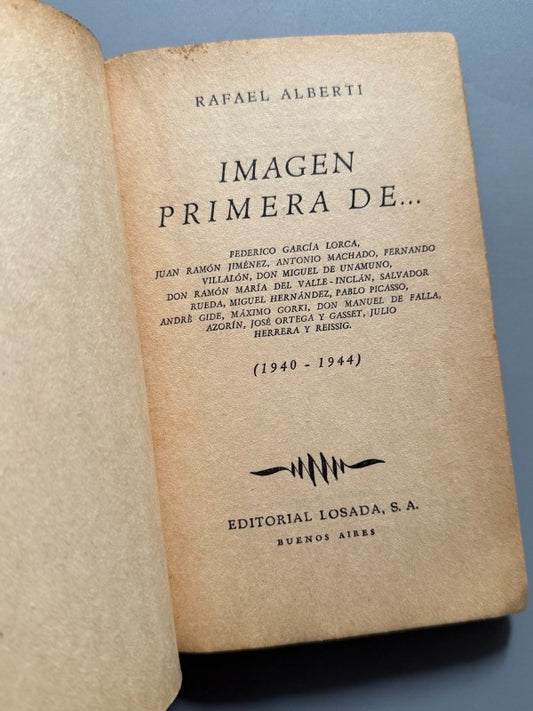 RAFAEL ALBERTI
IMAGEN
PRIMERA DE...
FEDERICO GARCÍA LORCA,
JUAN RAMÓN JIMÉNEZ, ANTONIO MACHADO, FERNANDO
VILLALÓN, DON MIGUEL DE UNAMUNO,
DON RAMÓN MARÍA DEL VALLE-INCLÁN, SALVADOR
RUEDA, MIGUEL HERNÁNDEZ, PABLO PICASSO,
ANDRÈ GIDE, MÁXIMO GORKI, DON MANUEL DE FALLA,
AZORÍN, JOSÉ ORTEGA Y GASSET, JULIO
HERRERA Y REISSIG.
(1940 - 1944)
EDITORIAL LOSADA, S. A.
BUENOS AIRES